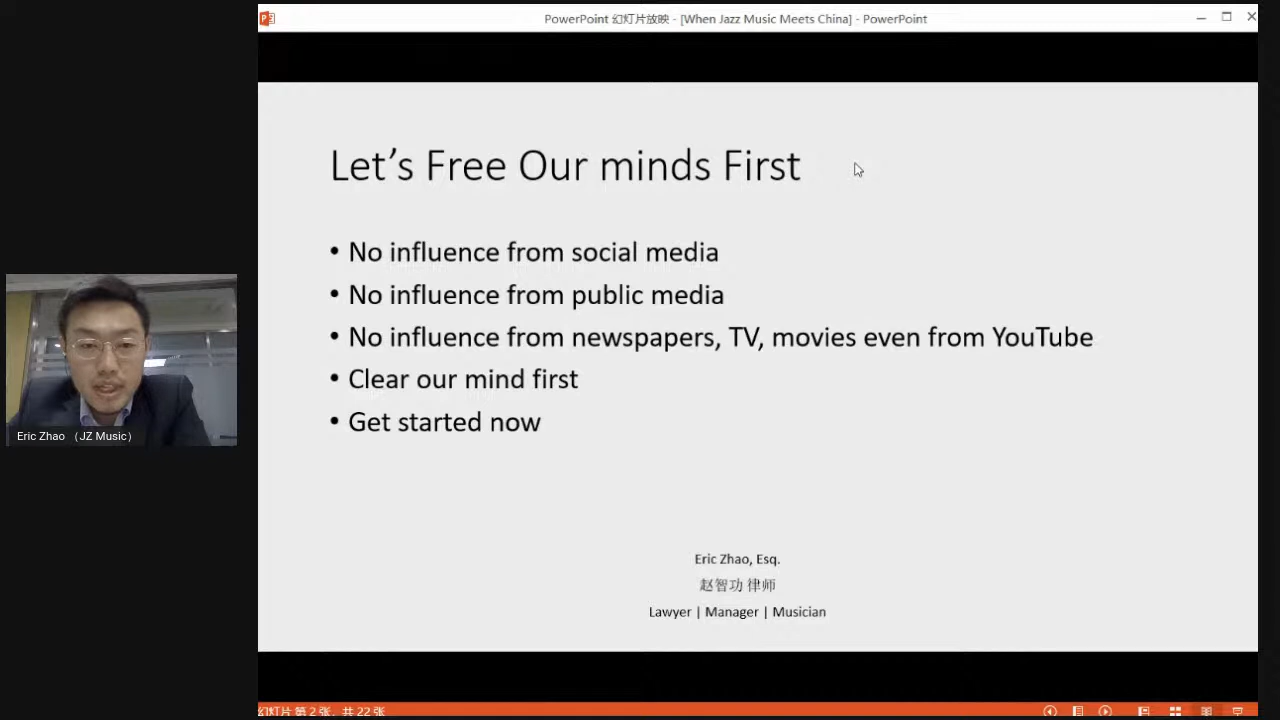 PowerPoint 幻灯片放映 - [When Jazz Music Meets China] - PowerPoint
Let's Free Our minds First
• No influence from social media
• No influence from public media
• No influence from newspapers, TV, movies even from YouTube
• Clear our mind first
• Get started now
Eric Zhao （JZ Music）
Eric Zhao, Esq.
赵智功 律师
Lawyer | Manager | Musician
幻灯片 第 2 张，共 22 张